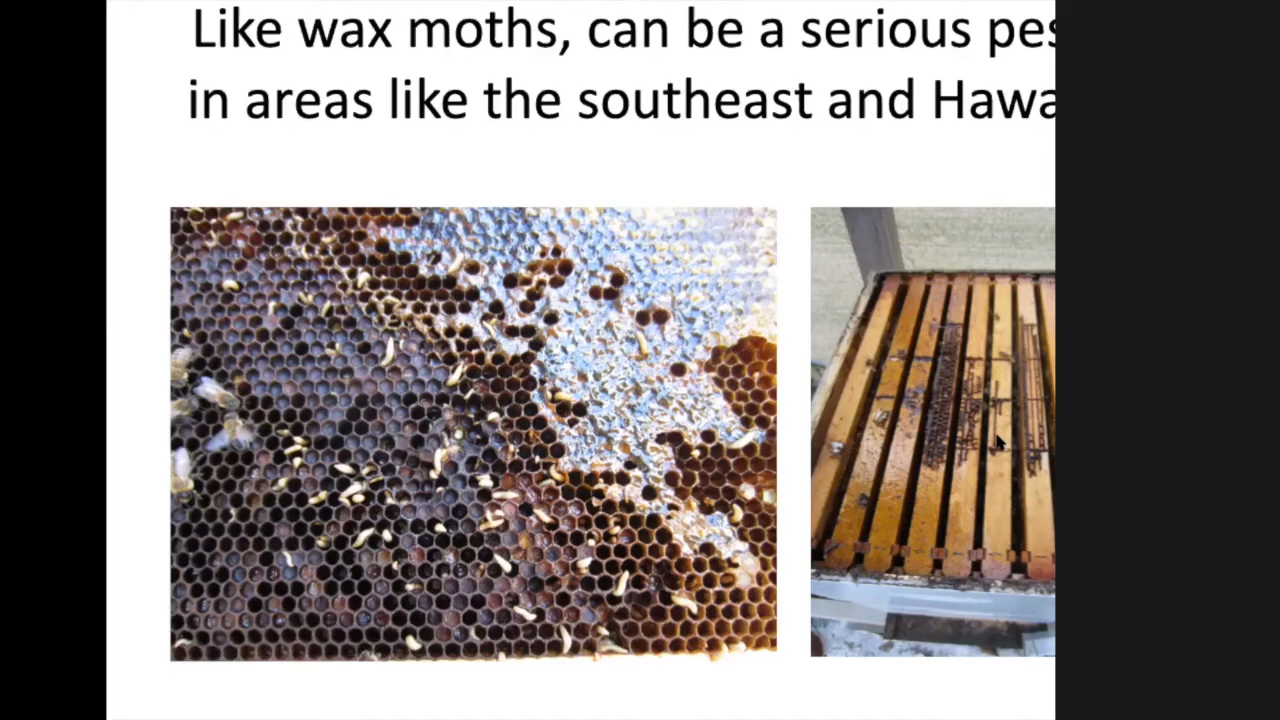 Like wax moths, can be a serious pes
in areas like the southeast and Hawa